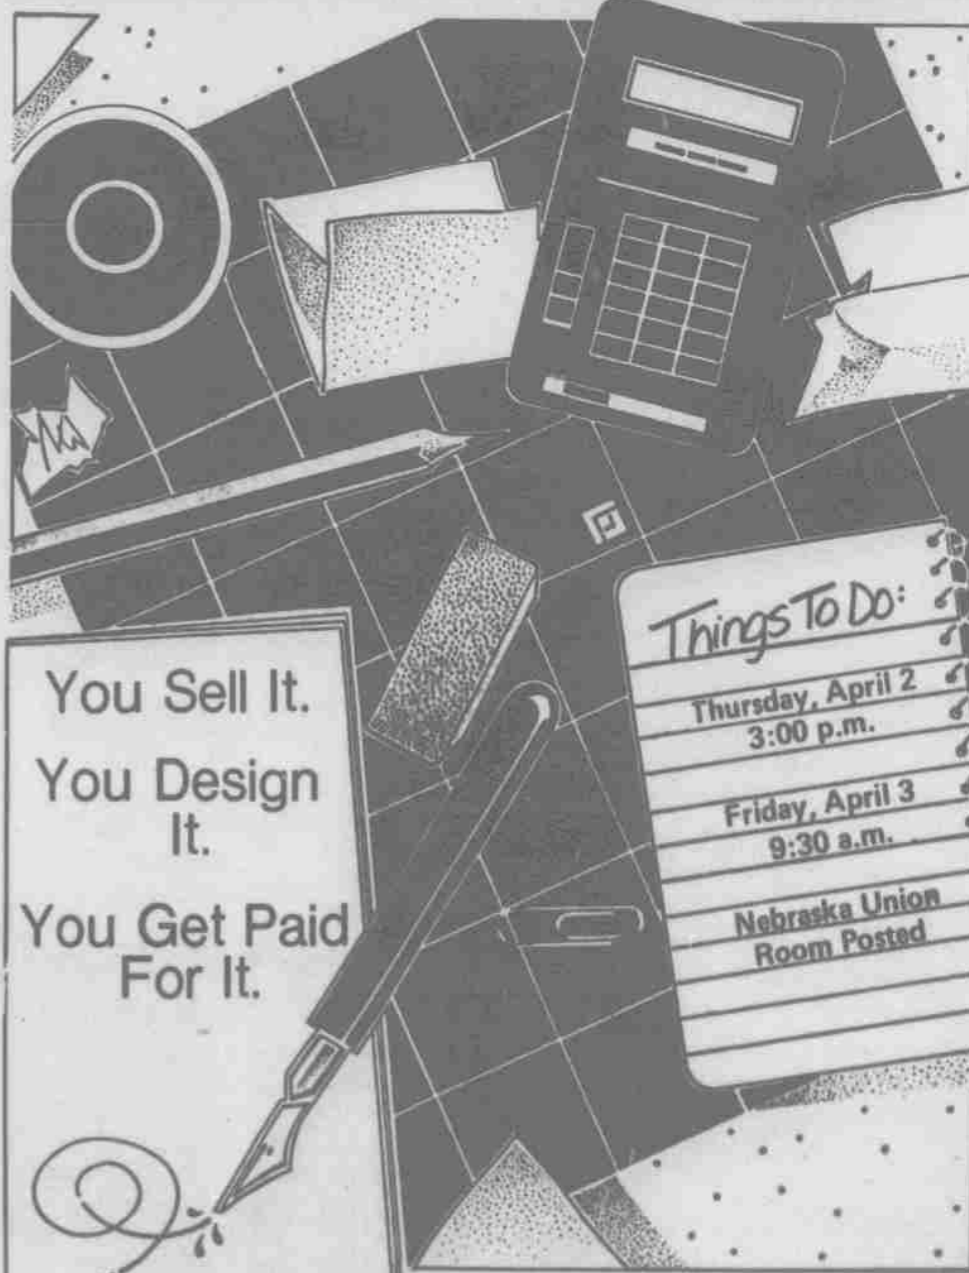 You Sell It.
You Design
It.
You Get Paid
For It.
Things To Do:
Thursday, April 2
3:00 p.m.
Friday, April 3
9:30 a.m.
Nebraska Union
Room Posted